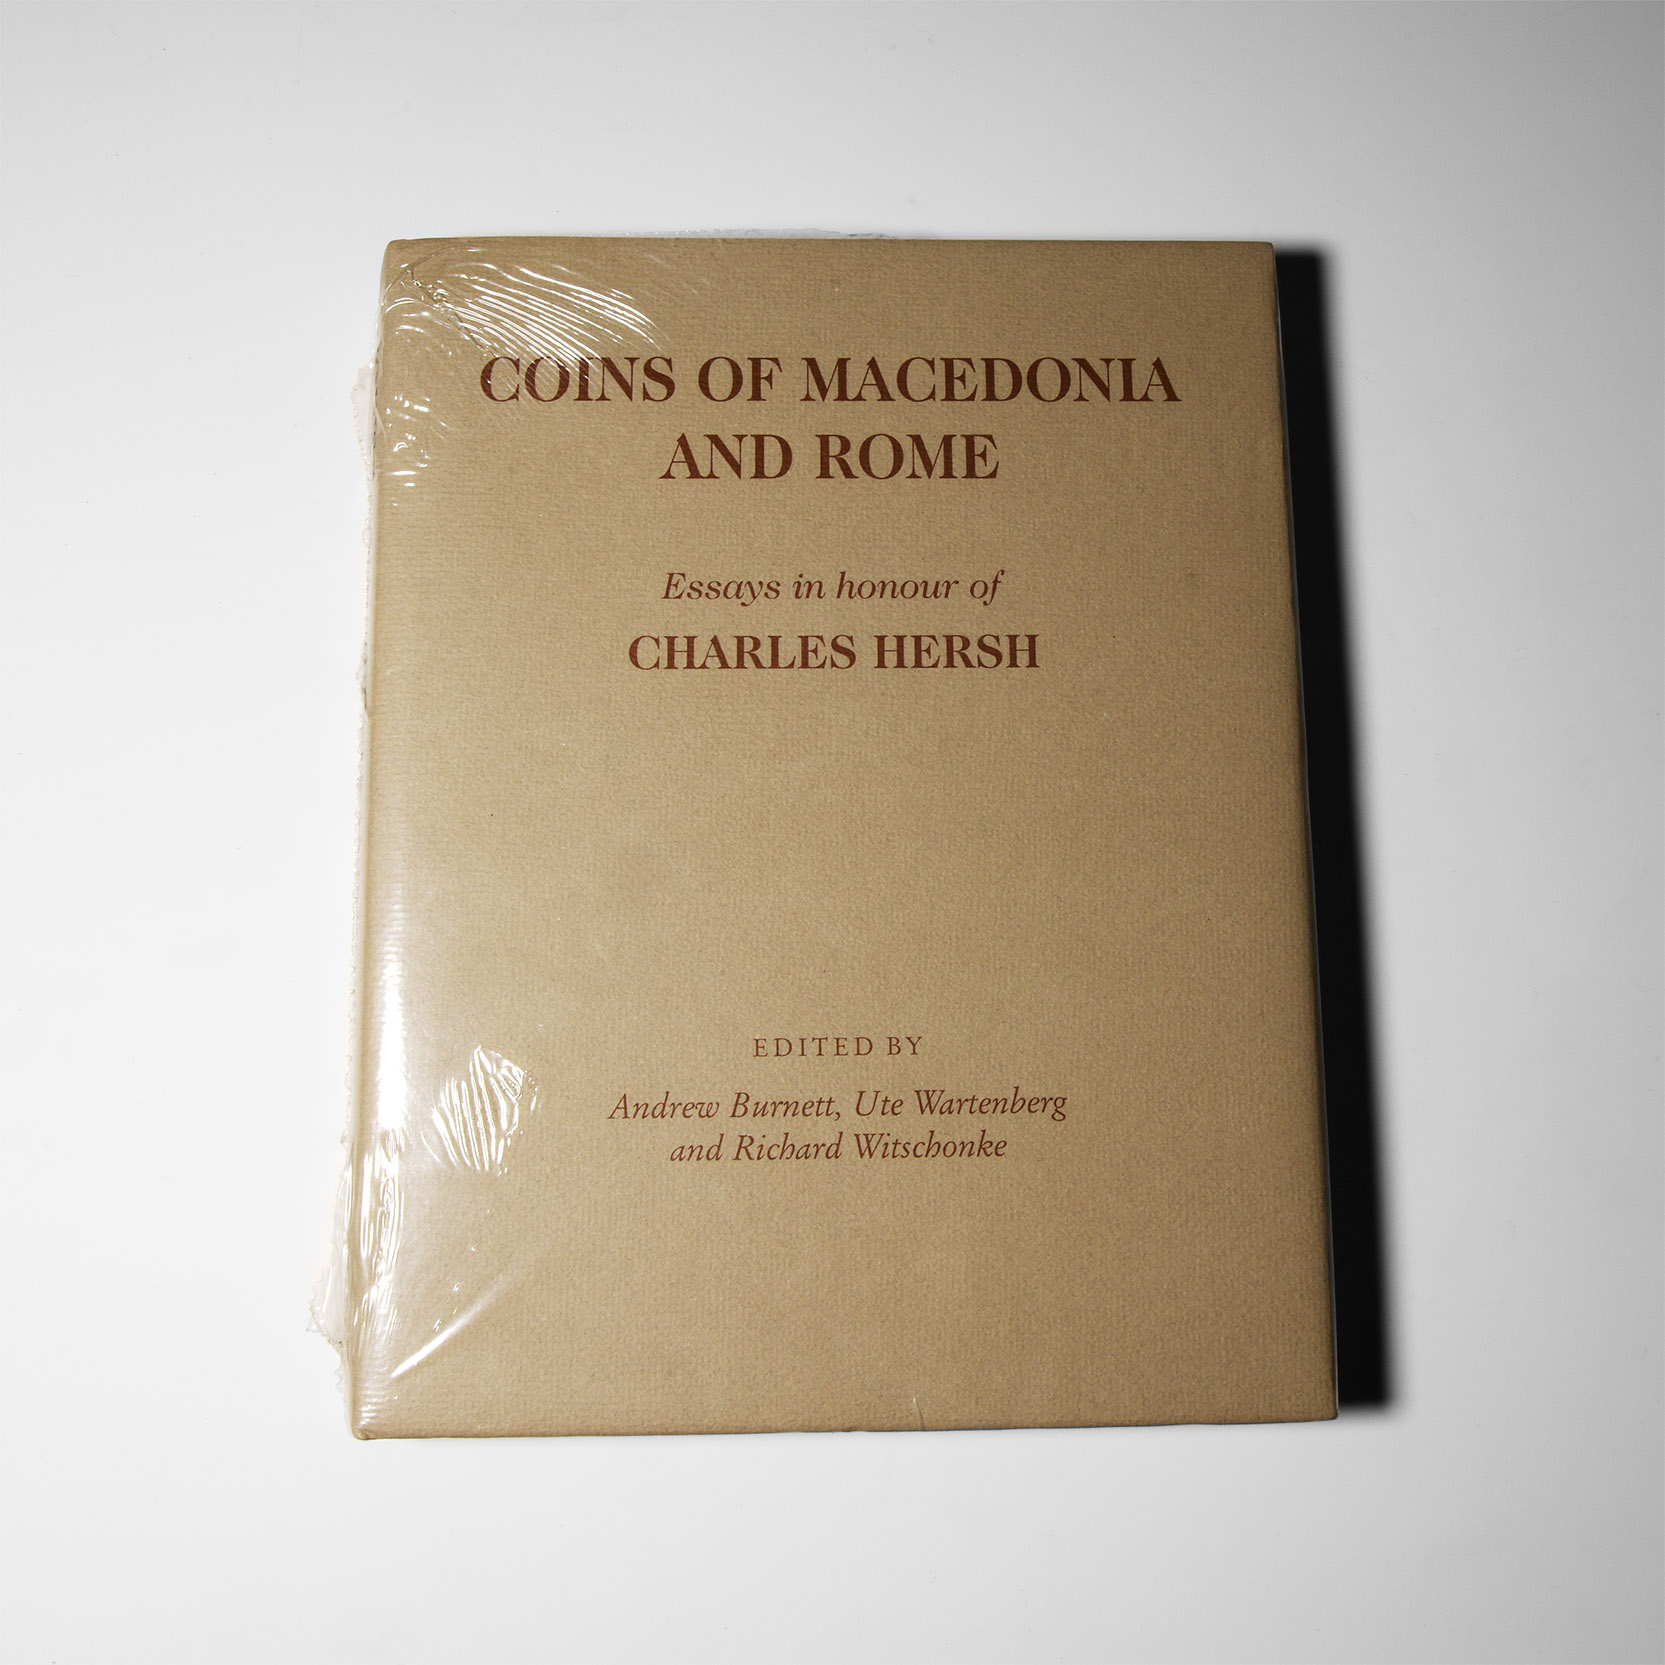 COINS OF MACEDONIA
AND ROME
Essays in honour of
CHARLES HERSH
EDITED BY
Andrew Burnett, Ute Wartenberg
and Richard Witschonke